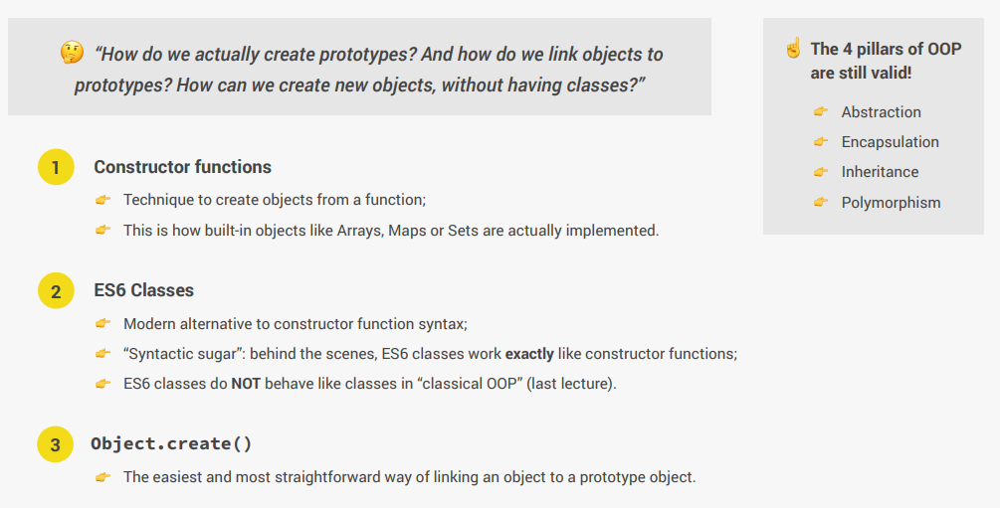 “How do we actually create prototypes? And how do we link objects to
prototypes? How can we create new objects, without having classes?”
1 Constructor functions
Technique to create objects from a function;
This is how built-in objects like Arrays, Maps or Sets are actually implemented.
2 ES6 Classes
Modern alternative to constructor function syntax;
“Syntactic sugar”: behind the scenes, ES6 classes work exactly like constructor functions;
ES6 classes do NOT behave like classes in “classical OOP” (last lecture).
3 Object.create()
The easiest and most straightforward way of linking an object to a prototype object.
The 4 pillars of OOP
are still valid!
Abstraction
Encapsulation
Inheritance
Polymorphism